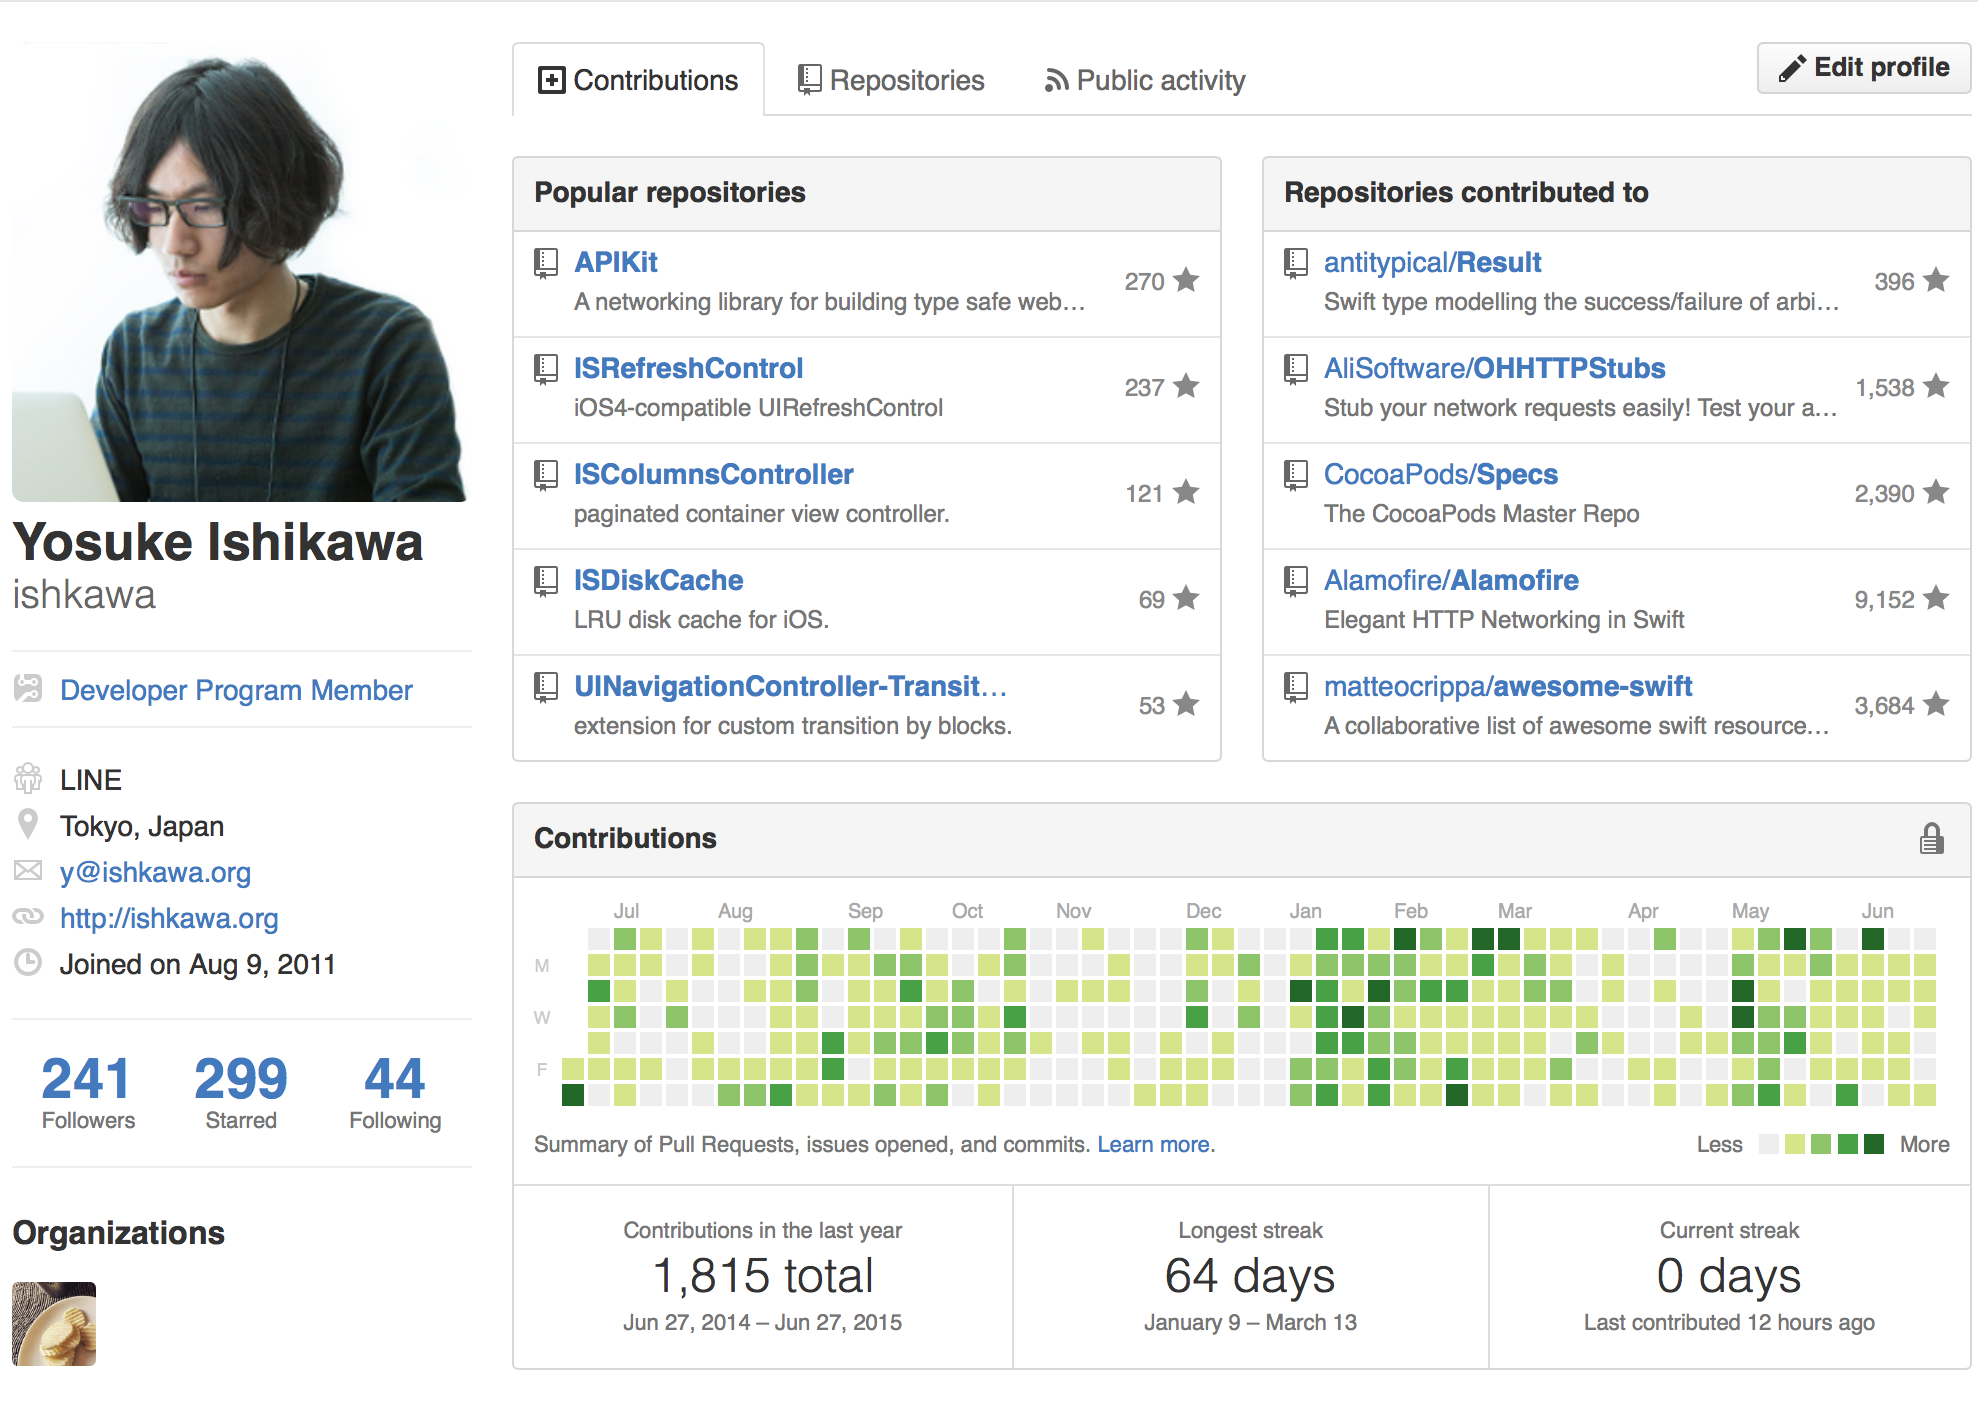 Contributions
Repositories
Public activity
Edit profile
Yosuke Ishikawa
ishkawa
Developer Program Member
LINE
Tokyo, Japan
y@ishkawa.org
http://ishkawa.org
Joined on Aug 9, 2011
241 299 44
Followers Starred Following
Organizations
Popular repositories
APIKit
A networking library for building type safe web…
270
ISRefreshControl
iOS4-compatible UIRefreshControl
237
ISColumnsController
paginated container view controller.
121
ISDiskCache
LRU disk cache for iOS.
69
UINavigationController-Transit…
extension for custom transition by blocks.
53
Repositories contributed to
antitypical/Result
Swift type modelling the success/failure of arbi…
396
AliSoftware/OHHTTPStubs
Stub your network requests easily! Test your a…
1,538
CocoaPods/Specs
The CocoaPods Master Repo
2,390
Alamofire/Alamofire
Elegant HTTP Networking in Swift
9,152
matteocrippa/awesome-swift
A collaborative list of awesome swift resource…
3,684
Contributions
Jul Aug Sep Oct Nov Dec Jan Feb Mar Apr May Jun
M
W
F
Summary of Pull Requests, issues opened, and commits. Learn more.
Less More
Contributions in the last year
1,815 total
Jun 27, 2014 – Jun 27, 2015
Longest streak
64 days
January 9 – March 13
Current streak
0 days
Last contributed 12 hours ago